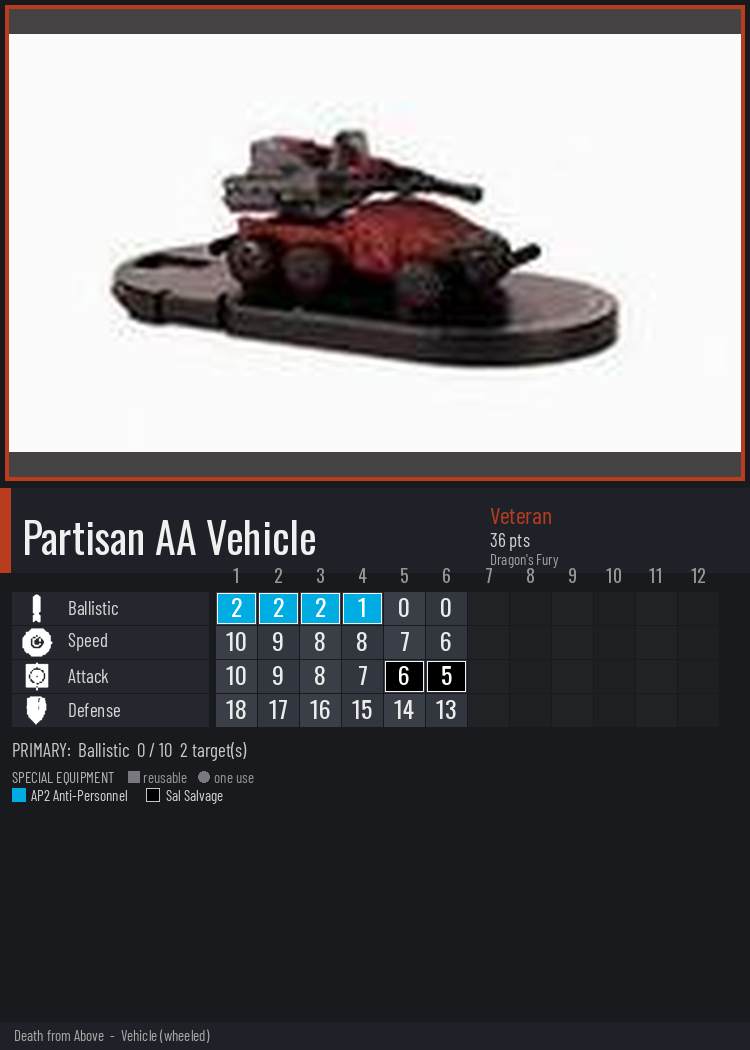 Partisan AA Vehicle
Veteran
36 pts
Dragon's Fury
1 2 3 4 5 6 7 8 9 10 11 12
Ballistic 2 2 2 1 0 0
Speed 10 9 8 8 7 6
Attack 10 9 8 7 6 5
Defense 18 17 16 15 14 13
PRIMARY: Ballistic 0 / 10 2 target(s)
SPECIAL EQUIPMENT reusable one use
AP2 Anti-Personnel Sal Salvage
Death from Above - Vehicle (wheeled)